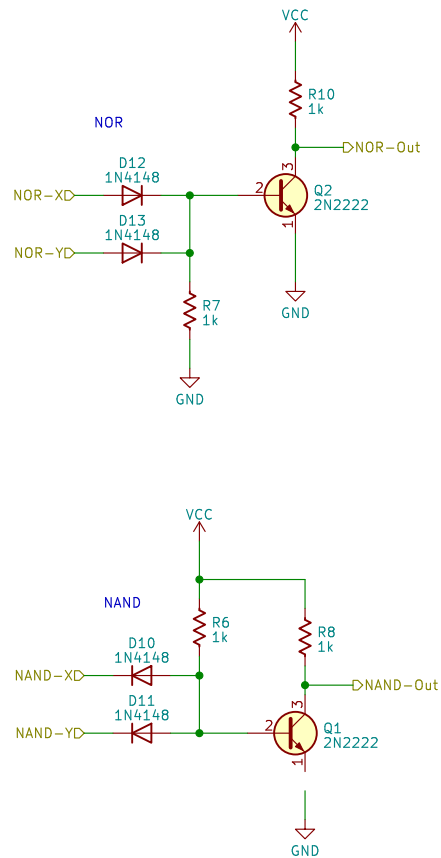 VCC
R10
1k
NOR
NOR-Out
D12
1N4148
3
NOR-X
2
Q2
2N2222
D13
1N4148
1
NOR-Y
R7
1k
GND
GND
VCC
NAND
R6
1k
R8
1k
D10
1N4148
NAND-X
NAND-Out
D11
1N4148
3
NAND-Y
2
Q1
2N2222
1
GND